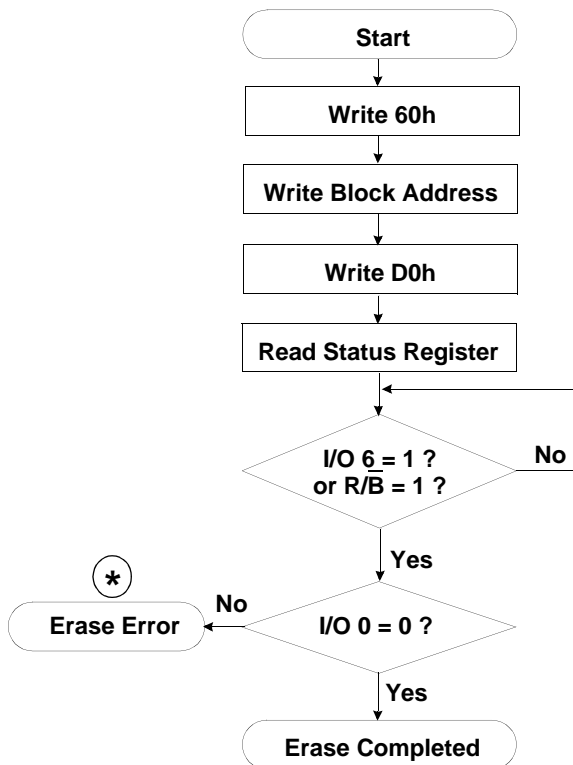 Start
Write 60h
Write Block Address
Write D0h
Read Status Register
I/O 6 = 1 ?
or R/B̅ = 1 ?
No
Yes
*
No
Erase Error
I/O 0 = 0 ?
Yes
Erase Completed